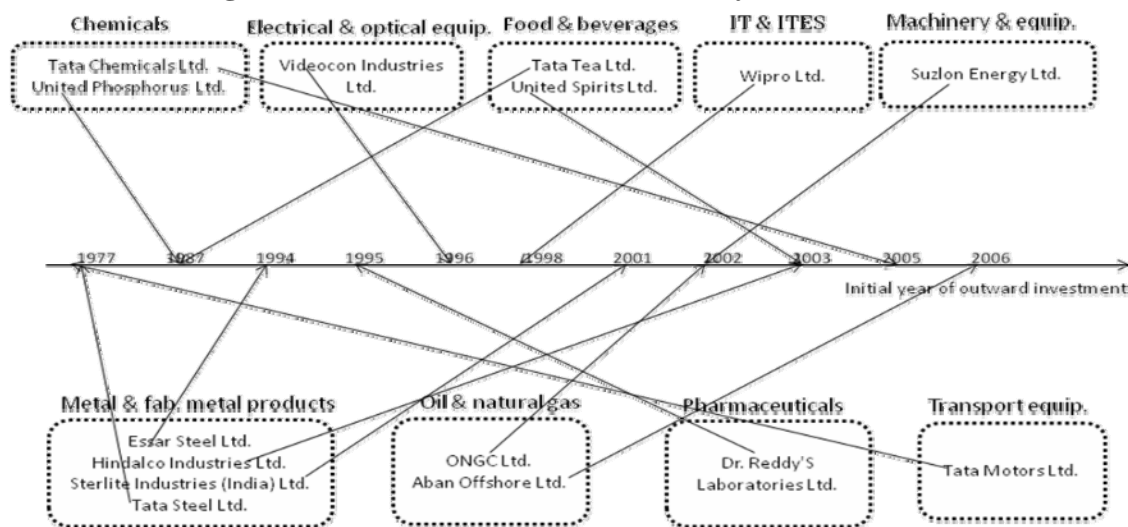 Chemicals
Electrical & optical equip.
Food & beverages
IT & ITES
Machinery & equip.
Tata Chemicals Ltd.
United Phosphorus Ltd.
Videocon Industries
Ltd.
Tata Tea Ltd.
United Spirits Ltd.
Wipro Ltd.
Suzlon Energy Ltd.
1977 1987 1994 1995 1996 1998 2001 2002 2003 2005 2006
Initial year of outward investment
Metal & fab. metal products
Oil & natural gas
Pharmaceuticals
Transport equip.
Essar Steel Ltd.
Hindalco Industries Ltd.
Sterlite Industries (India) Ltd.
Tata Steel Ltd.
ONGC Ltd.
Aban Offshore Ltd.
Dr. Reddy'S
Laboratories Ltd.
Tata Motors Ltd.